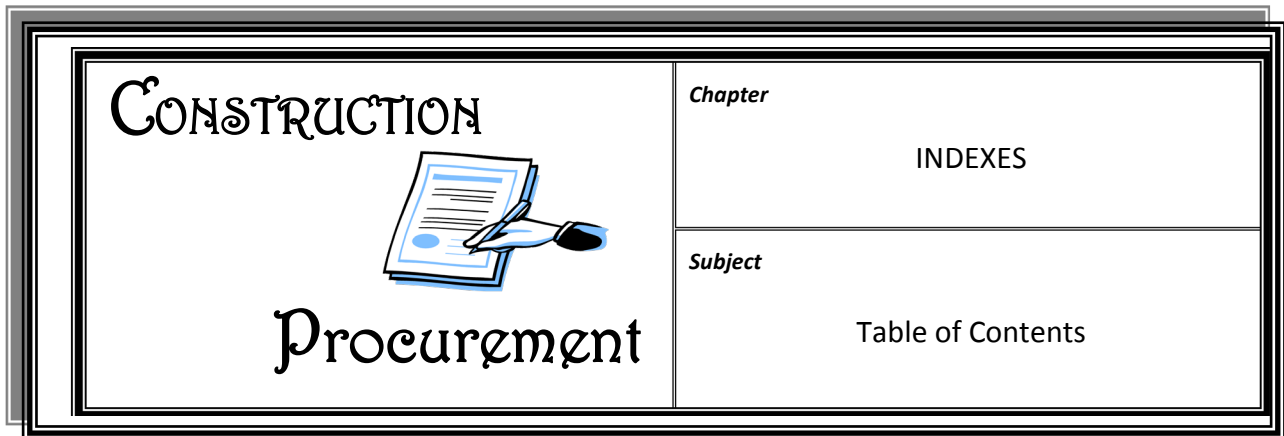 CONSTRUCTION
Procurement
Chapter
INDEXES
Subject
Table of Contents